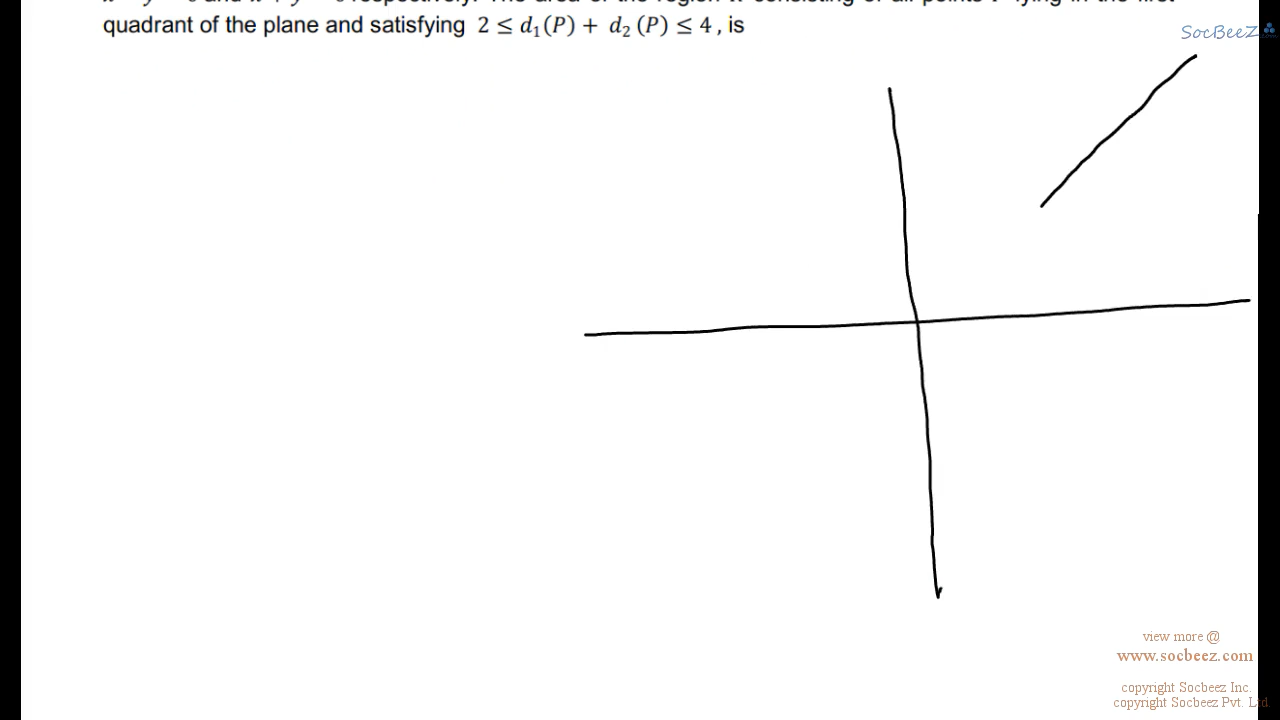 quadrant of the plane and satisfying 2 ≤ d₁(P) + d₂ (P) ≤ 4 , is
SocBeeZ
view more @
www.socbeez.com
copyright Socbeez Inc.
copyright Socbeez Pvt. Ltd.